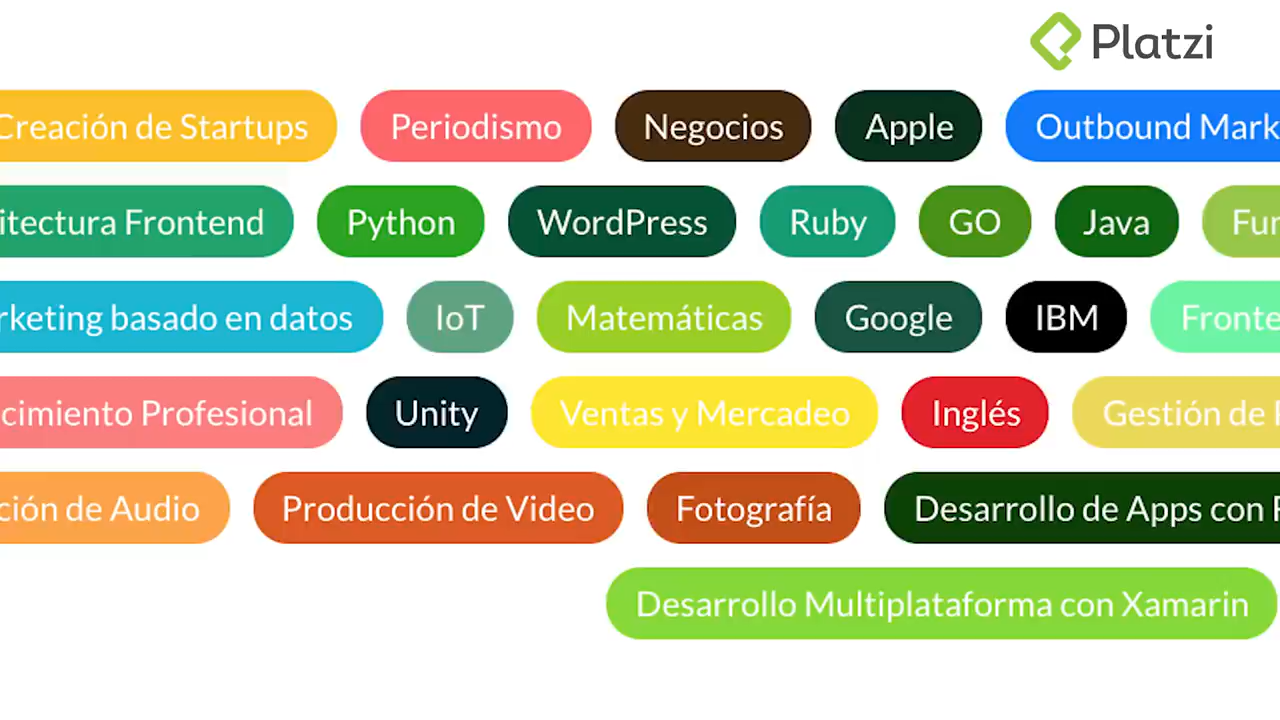 Platzi
Creación de Startups Periodismo Negocios Apple Outbound Mark
itectura Frontend Python WordPress Ruby GO Java Fun
rketing basado en datos IoT Matemáticas Google IBM Fronte
cimiento Profesional Unity Ventas y Mercadeo Inglés Gestión de
ción de Audio Producción de Video Fotografía Desarrollo de Apps con
Desarrollo Multiplataforma con Xamarin